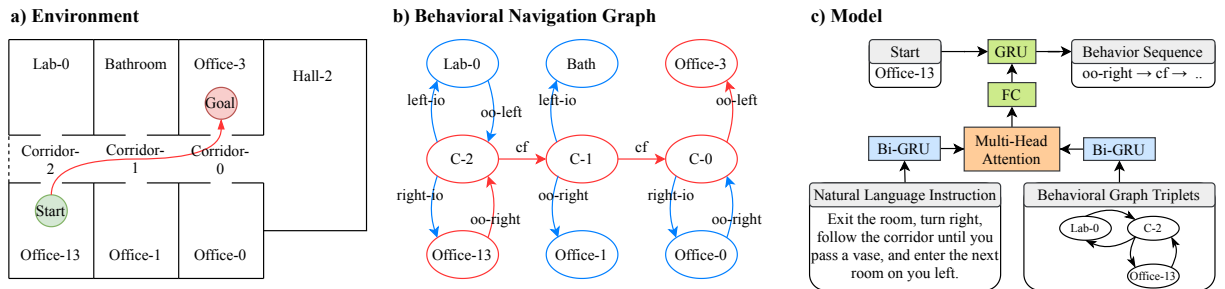 a) Environment
Lab-0
Bathroom
Office-3
Hall-2
Goal
Corridor-
2
Corridor-
1
Corridor-
0
Start
Office-13
Office-1
Office-0
b) Behavioral Navigation Graph
Lab-0
Bath
Office-3
left-io
oo-left
left-io
oo-left
C-2
cf
C-1
cf
C-0
right-io
oo-right
oo-right
right-io
oo-right
Office-13
Office-1
Office-0
c) Model
Start
Office-13
GRU
Behavior Sequence
oo-right → cf → ..
FC
Bi-GRU
Multi-Head
Attention
Bi-GRU
Natural Language Instruction
Exit the room, turn right,
follow the corridor until you
pass a vase, and enter the next
room on you left.
Behavioral Graph Triplets
Lab-0
C-2
Office-13